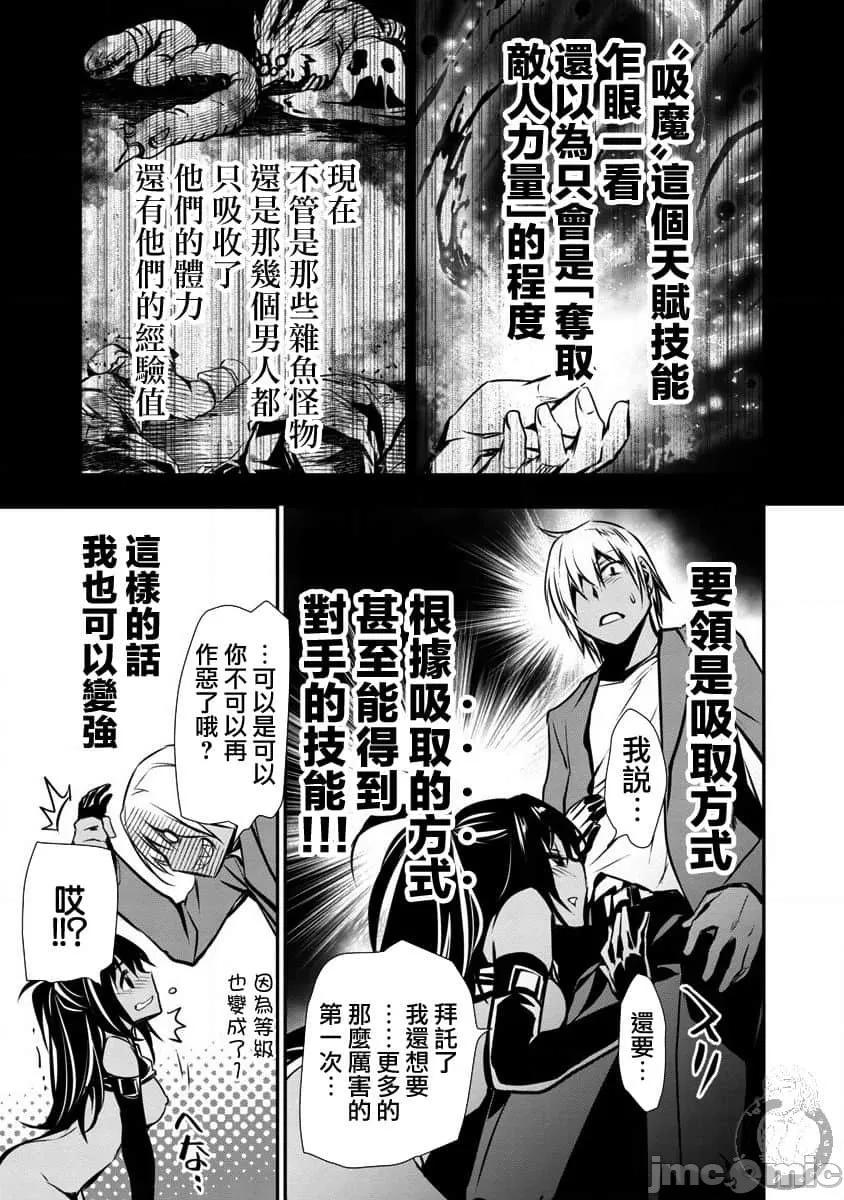 〝吸魔〞這個天賦技能
乍眼一看
還以為只會是「奪取
敵人力量」的程度
現在
不管是那些雜魚怪物
還是那幾個男人都
只吸收了
他們的體力
還有他們的經驗值
要領是吸取方式
我説…
根據吸取的方式
甚至能得到
對手的技能!!!
還要…
スリ
拜託了
我還想要
……更多的
那麼厲害的
第一次…
這樣的話
我也可以變強
…可以是可以
你不可以再
作惡了哦？
哎!!?
因為等級
也變成了1
へな…
jmcomic